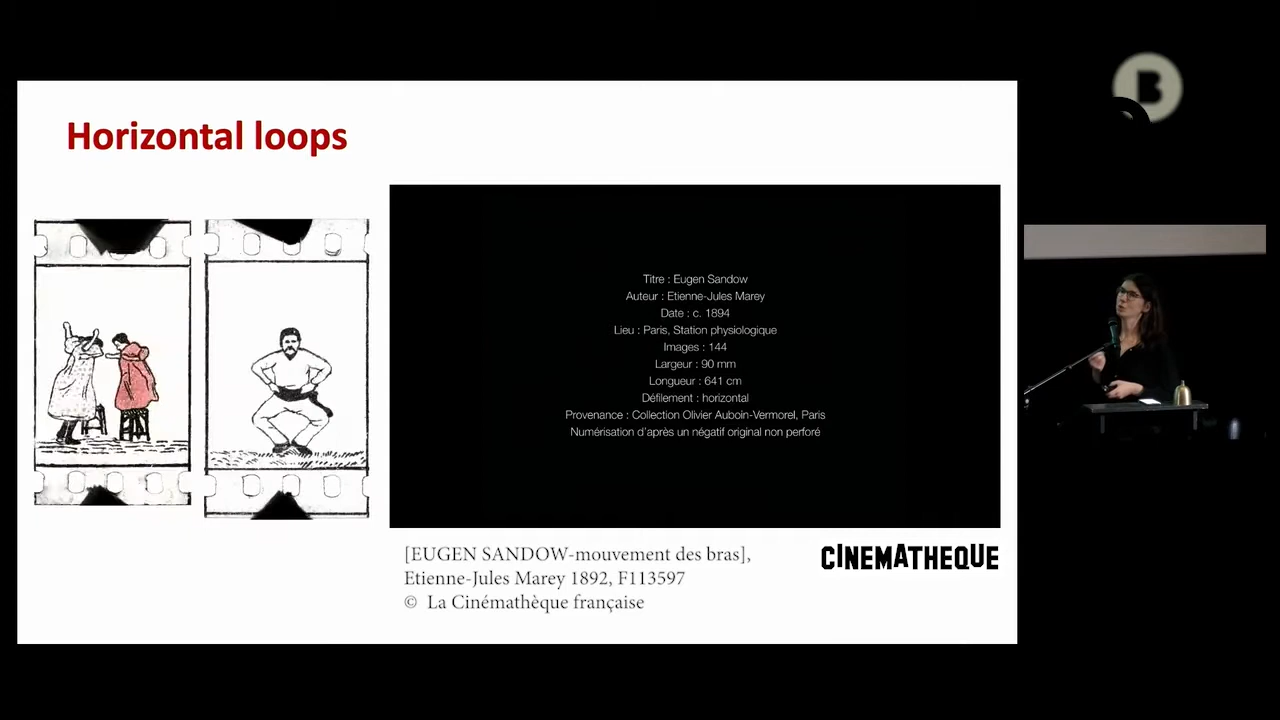 B
Horizontal loops
Titre : Eugen Sandow
Auteur : Etienne-Jules Marey
Date : c. 1894
Lieu : Paris, Station physiologique
Images : 144
Largeur : 90 mm
Longueur : 641 cm
Défilement : horizontal
Provenance : Collection Olivier Auboin-Vermorel, Paris
Numérisation d'après un négatif original non perforé
[EUGEN SANDOW-mouvement des bras],
Etienne-Jules Marey 1892, F113597
© La Cinémathèque française
CINEMATHEQUE